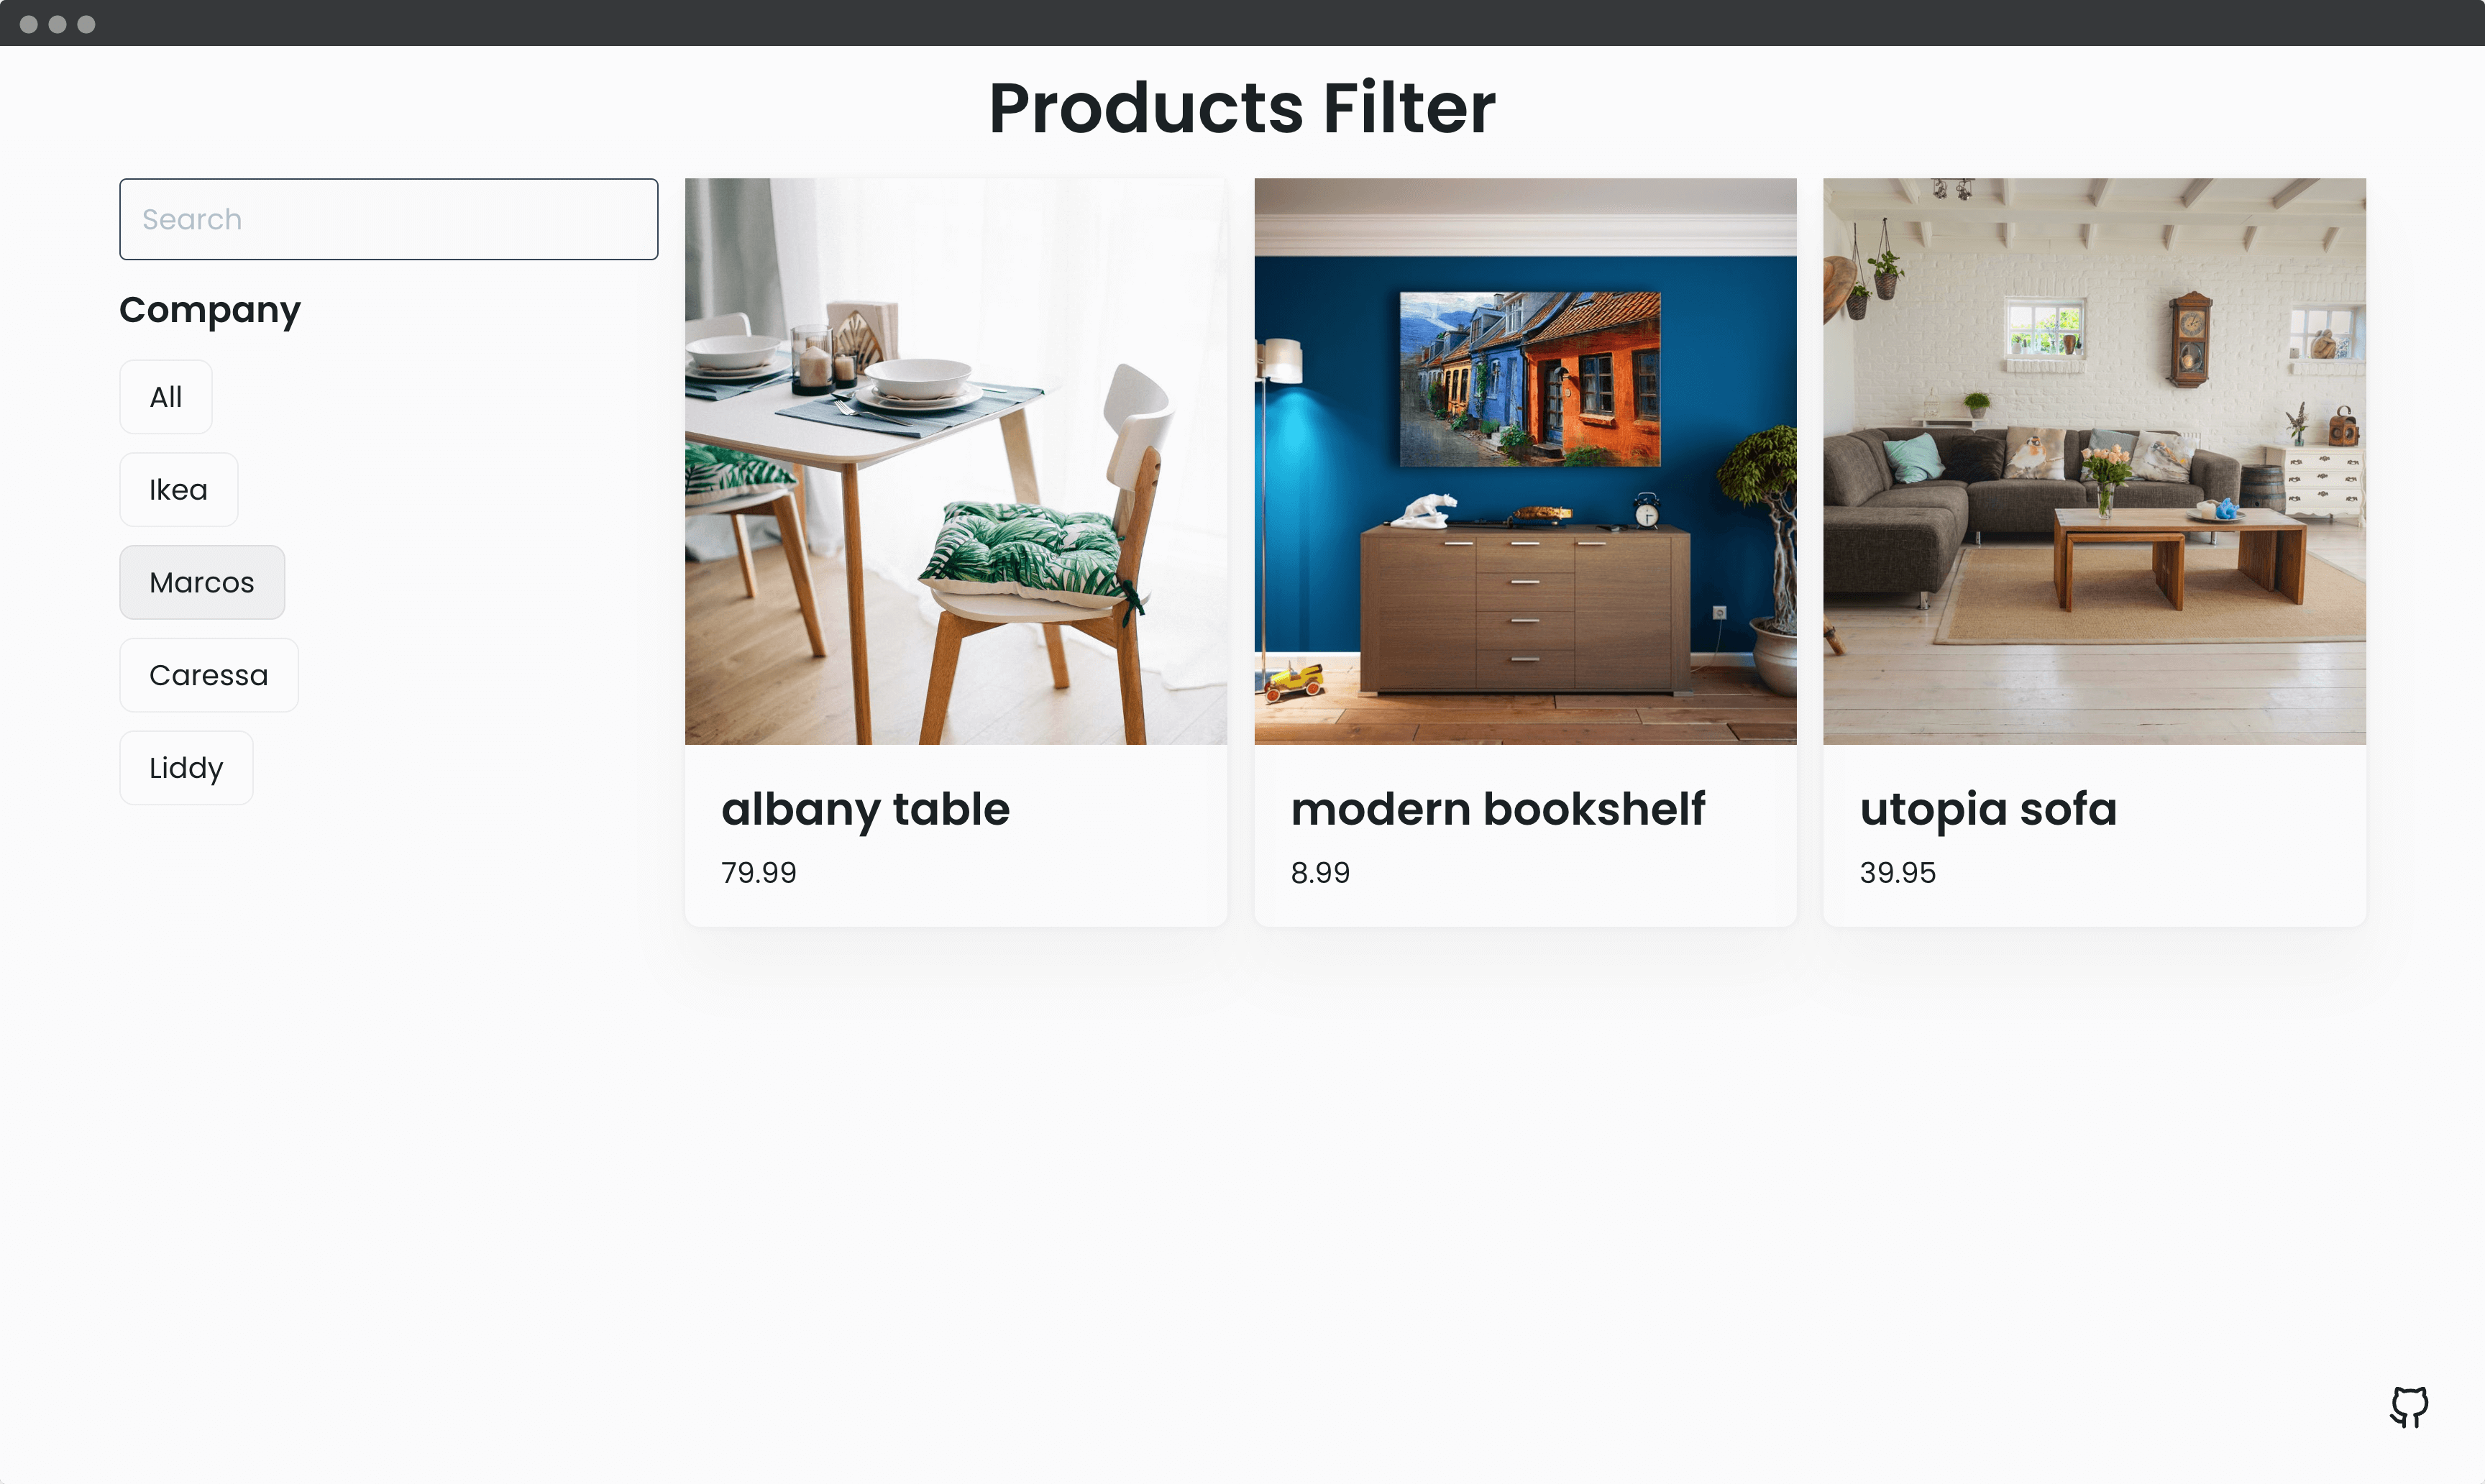 Products Filter
Search
Company
All
Ikea
Marcos
Caressa
Liddy
albany table
79.99
modern bookshelf
8.99
utopia sofa
39.95